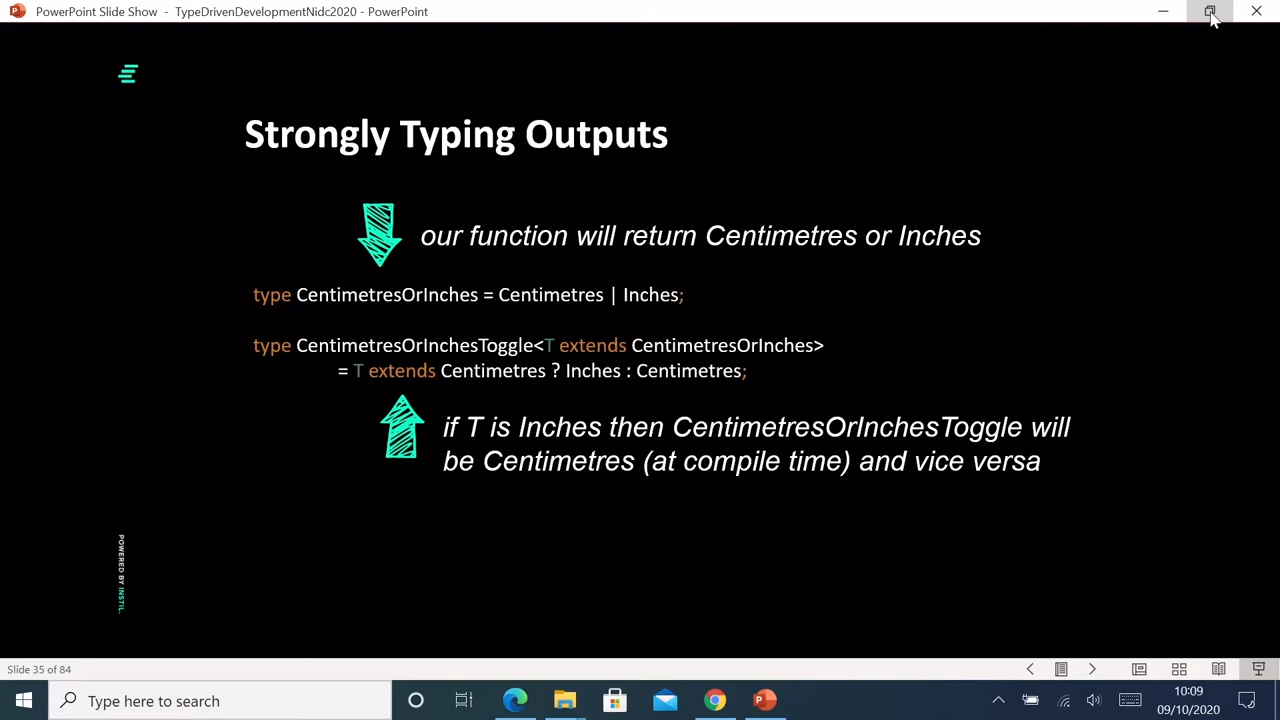 PowerPoint Slide Show - TypeDrivenDevelopmentNidc2020 - PowerPoint
Strongly Typing Outputs
our function will return Centimetres or Inches
type CentimetresOrInches = Centimetres | Inches;
type CentimetresOrInchesToggle<T extends CentimetresOrInches>
= T extends Centimetres ? Inches : Centimetres;
if T is Inches then CentimetresOrInchesToggle will
be Centimetres (at compile time) and vice versa
POWERED BY INSTIL.
Slide 35 of 84
Type here to search
10:09
09/10/2020